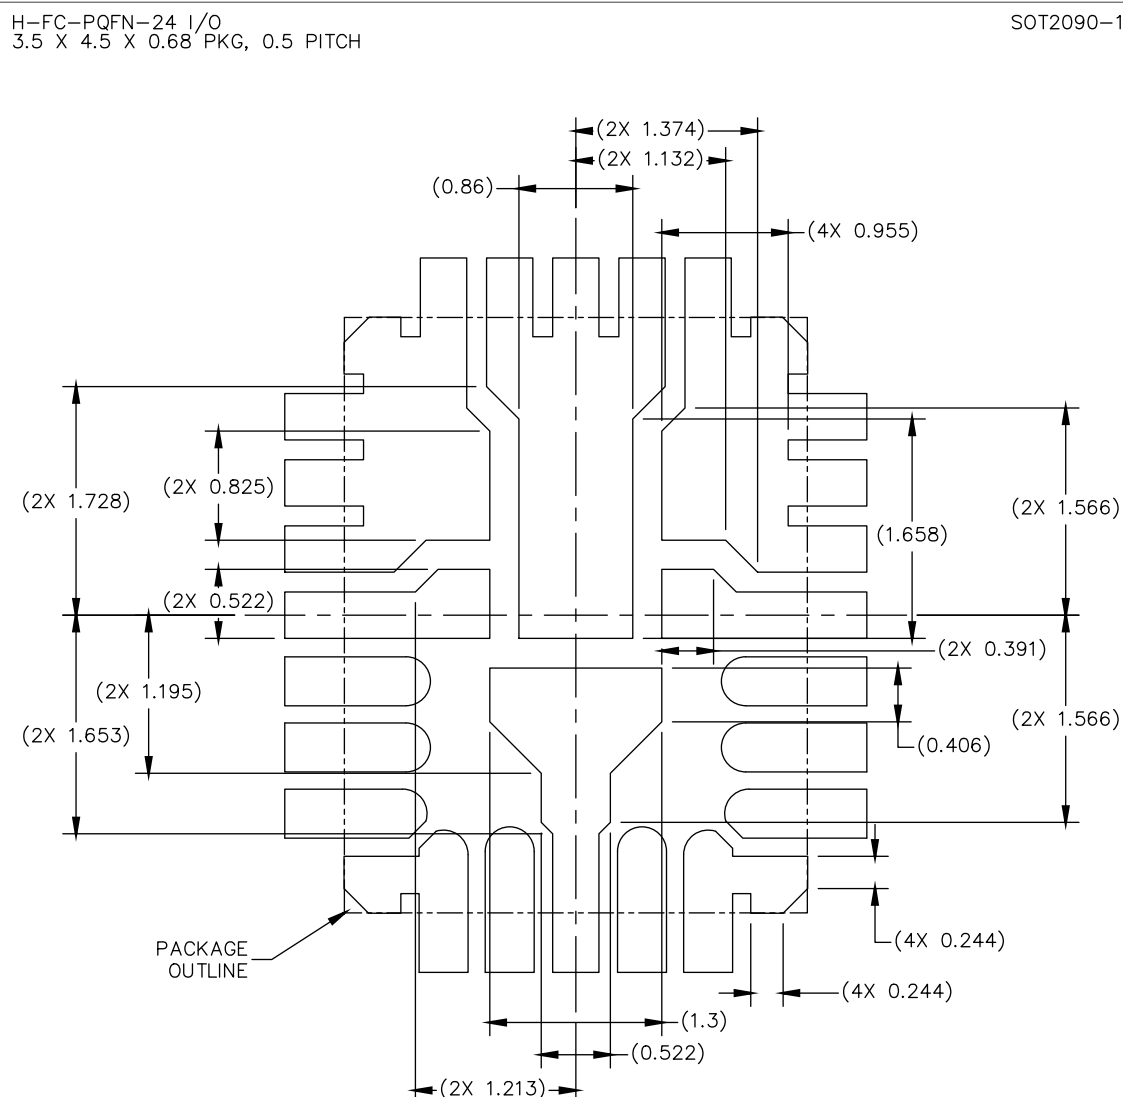 H-FC-PQFN-24 I/O
3.5 X 4.5 X 0.68 PKG, 0.5 PITCH
SOT2090-1
(2X 1.374)
(2X 1.132)
(0.86)
(4X 0.955)
(2X 1.728)
(2X 0.825)
(2X 1.566)
(1.658)
(2X 0.522)
(2X 0.391)
(2X 1.195)
(2X 1.653)
(2X 1.566)
(0.406)
PACKAGE
OUTLINE
(4X 0.244)
(4X 0.244)
(1.3)
(0.522)
(2X 1.213)